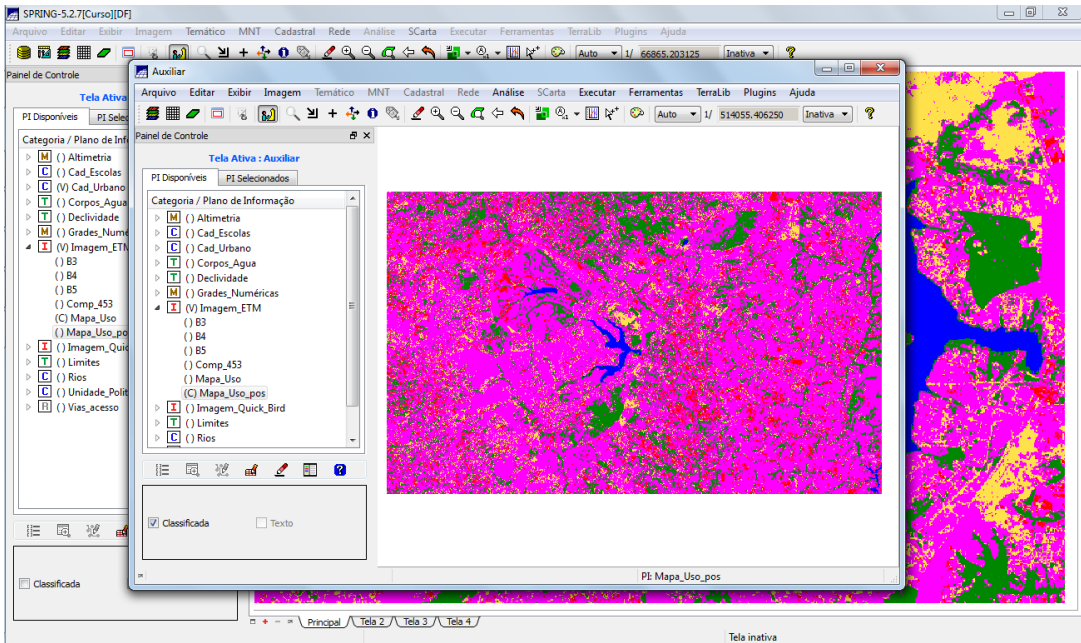 SPRING-5.2.7[Curso][DF]
Arquivo Editar Exibir Imagem Temático MNT Cadastral Rede Análise SCarta Executar Ferramentas TerraLib Plugins Ajuda
Auto 1/ 66865.203125 Inativa
Painel de Controle
Tela Ativa
PI Disponíveis PI Selec
Categoria / Plano de Inf
M ( ) Altimetria
C ( ) Cad_Escolas
C (V) Cad_Urbano
T ( ) Corpos_Agua
T ( ) Declividade
M ( ) Grades_Numé
I (V) Imagem_ETM
( ) B3
( ) B4
( ) B5
( ) Comp_453
(C) Mapa_Uso
( ) Mapa_Uso_po
I ( ) Imagem_Quic
T ( ) Limites
C ( ) Rios
C ( ) Unidade_Polit
R ( ) Vias_acesso
Classificada
Auxiliar
Arquivo Editar Exibir Imagem Temático MNT Cadastral Rede Análise SCarta Executar Ferramentas TerraLib Plugins Ajuda
Auto 1/ 514055.406250 Inativa
Painel de Controle
Tela Ativa : Auxiliar
PI Disponíveis PI Selecionados
Categoria / Plano de Informação
M ( ) Altimetria
C ( ) Cad_Escolas
C ( ) Cad_Urbano
T ( ) Corpos_Agua
T ( ) Declividade
M ( ) Grades_Numéricas
I (V) Imagem_ETM
( ) B3
( ) B4
( ) B5
( ) Comp_453
( ) Mapa_Uso
(C) Mapa_Uso_pos
I ( ) Imagem_Quick_Bird
T ( ) Limites
C ( ) Rios
Classificada Texto
PI: Mapa_Uso_pos
Principal Tela 2 Tela 3 Tela 4
Tela inativa